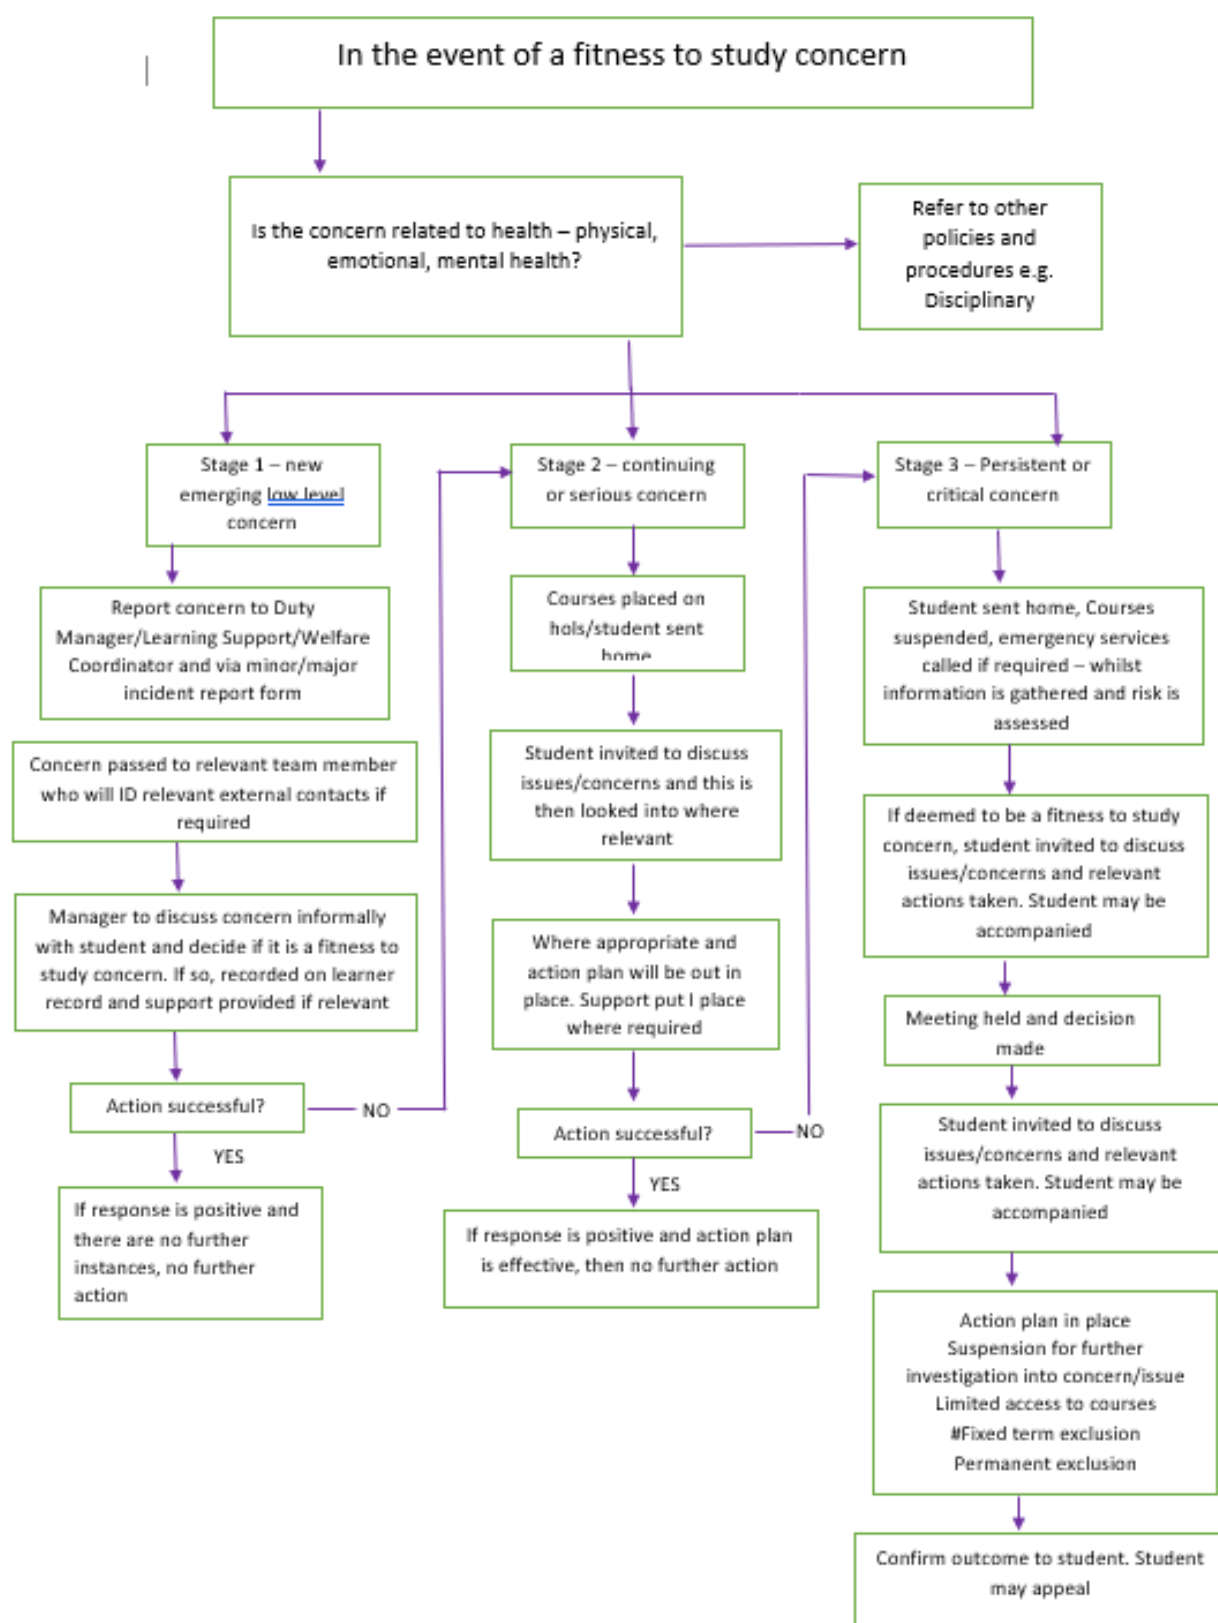 In the event of a fitness to study concern
Is the concern related to health – physical,
emotional, mental health?
Refer to other
policies and
procedures e.g.
Disciplinary
Stage 1 – new
emerging low level
concern
Report concern to Duty
Manager/Learning Support/Welfare
Coordinator and via minor/major
incident report form
Concern passed to relevant team member
who will ID relevant external contacts if
required
Manager to discuss concern informally
with student and decide if it is a fitness to
study concern. If so, recorded on learner
record and support provided if relevant
Action successful?
NO
YES
If response is positive and
there are no further
instances, no further
action
Stage 2 – continuing
or serious concern
Courses placed on
hols/student sent
home
Student invited to discuss
issues/concerns and this is
then looked into where
relevant
Where appropriate and
action plan will be out in
place. Support put I place
where required
Action successful?
NO
YES
If response is positive and action plan
is effective, then no further action
Stage 3 – Persistent or
critical concern
Student sent home, Courses
suspended, emergency services
called if required – whilst
information is gathered and risk is
assessed
If deemed to be a fitness to study
concern, student invited to discuss
issues/concerns and relevant
actions taken. Student may be
accompanied
Meeting held and decision
made
Student invited to discuss
issues/concerns and relevant
actions taken. Student may be
accompanied
Action plan in place
Suspension for further
investigation into concern/issue
Limited access to courses
#Fixed term exclusion
Permanent exclusion
Confirm outcome to student. Student
may appeal